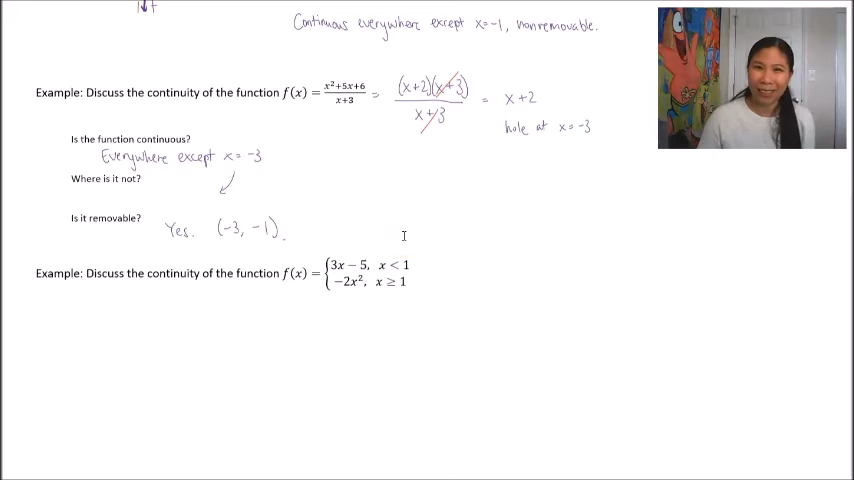 Continuous everywhere except x=-1, nonremovable.
Example: Discuss the continuity of the function f(x) = x²+5x+6 / x+3 = (x+2)(x+3) / x+3 = x+2
hole at x=-3
Is the function continuous?
Everywhere except x=-3
Where is it not?
Is it removable? Yes. (-3, -1).
Example: Discuss the continuity of the function f(x) = { 3x − 5, x < 1
−2x², x ≥ 1